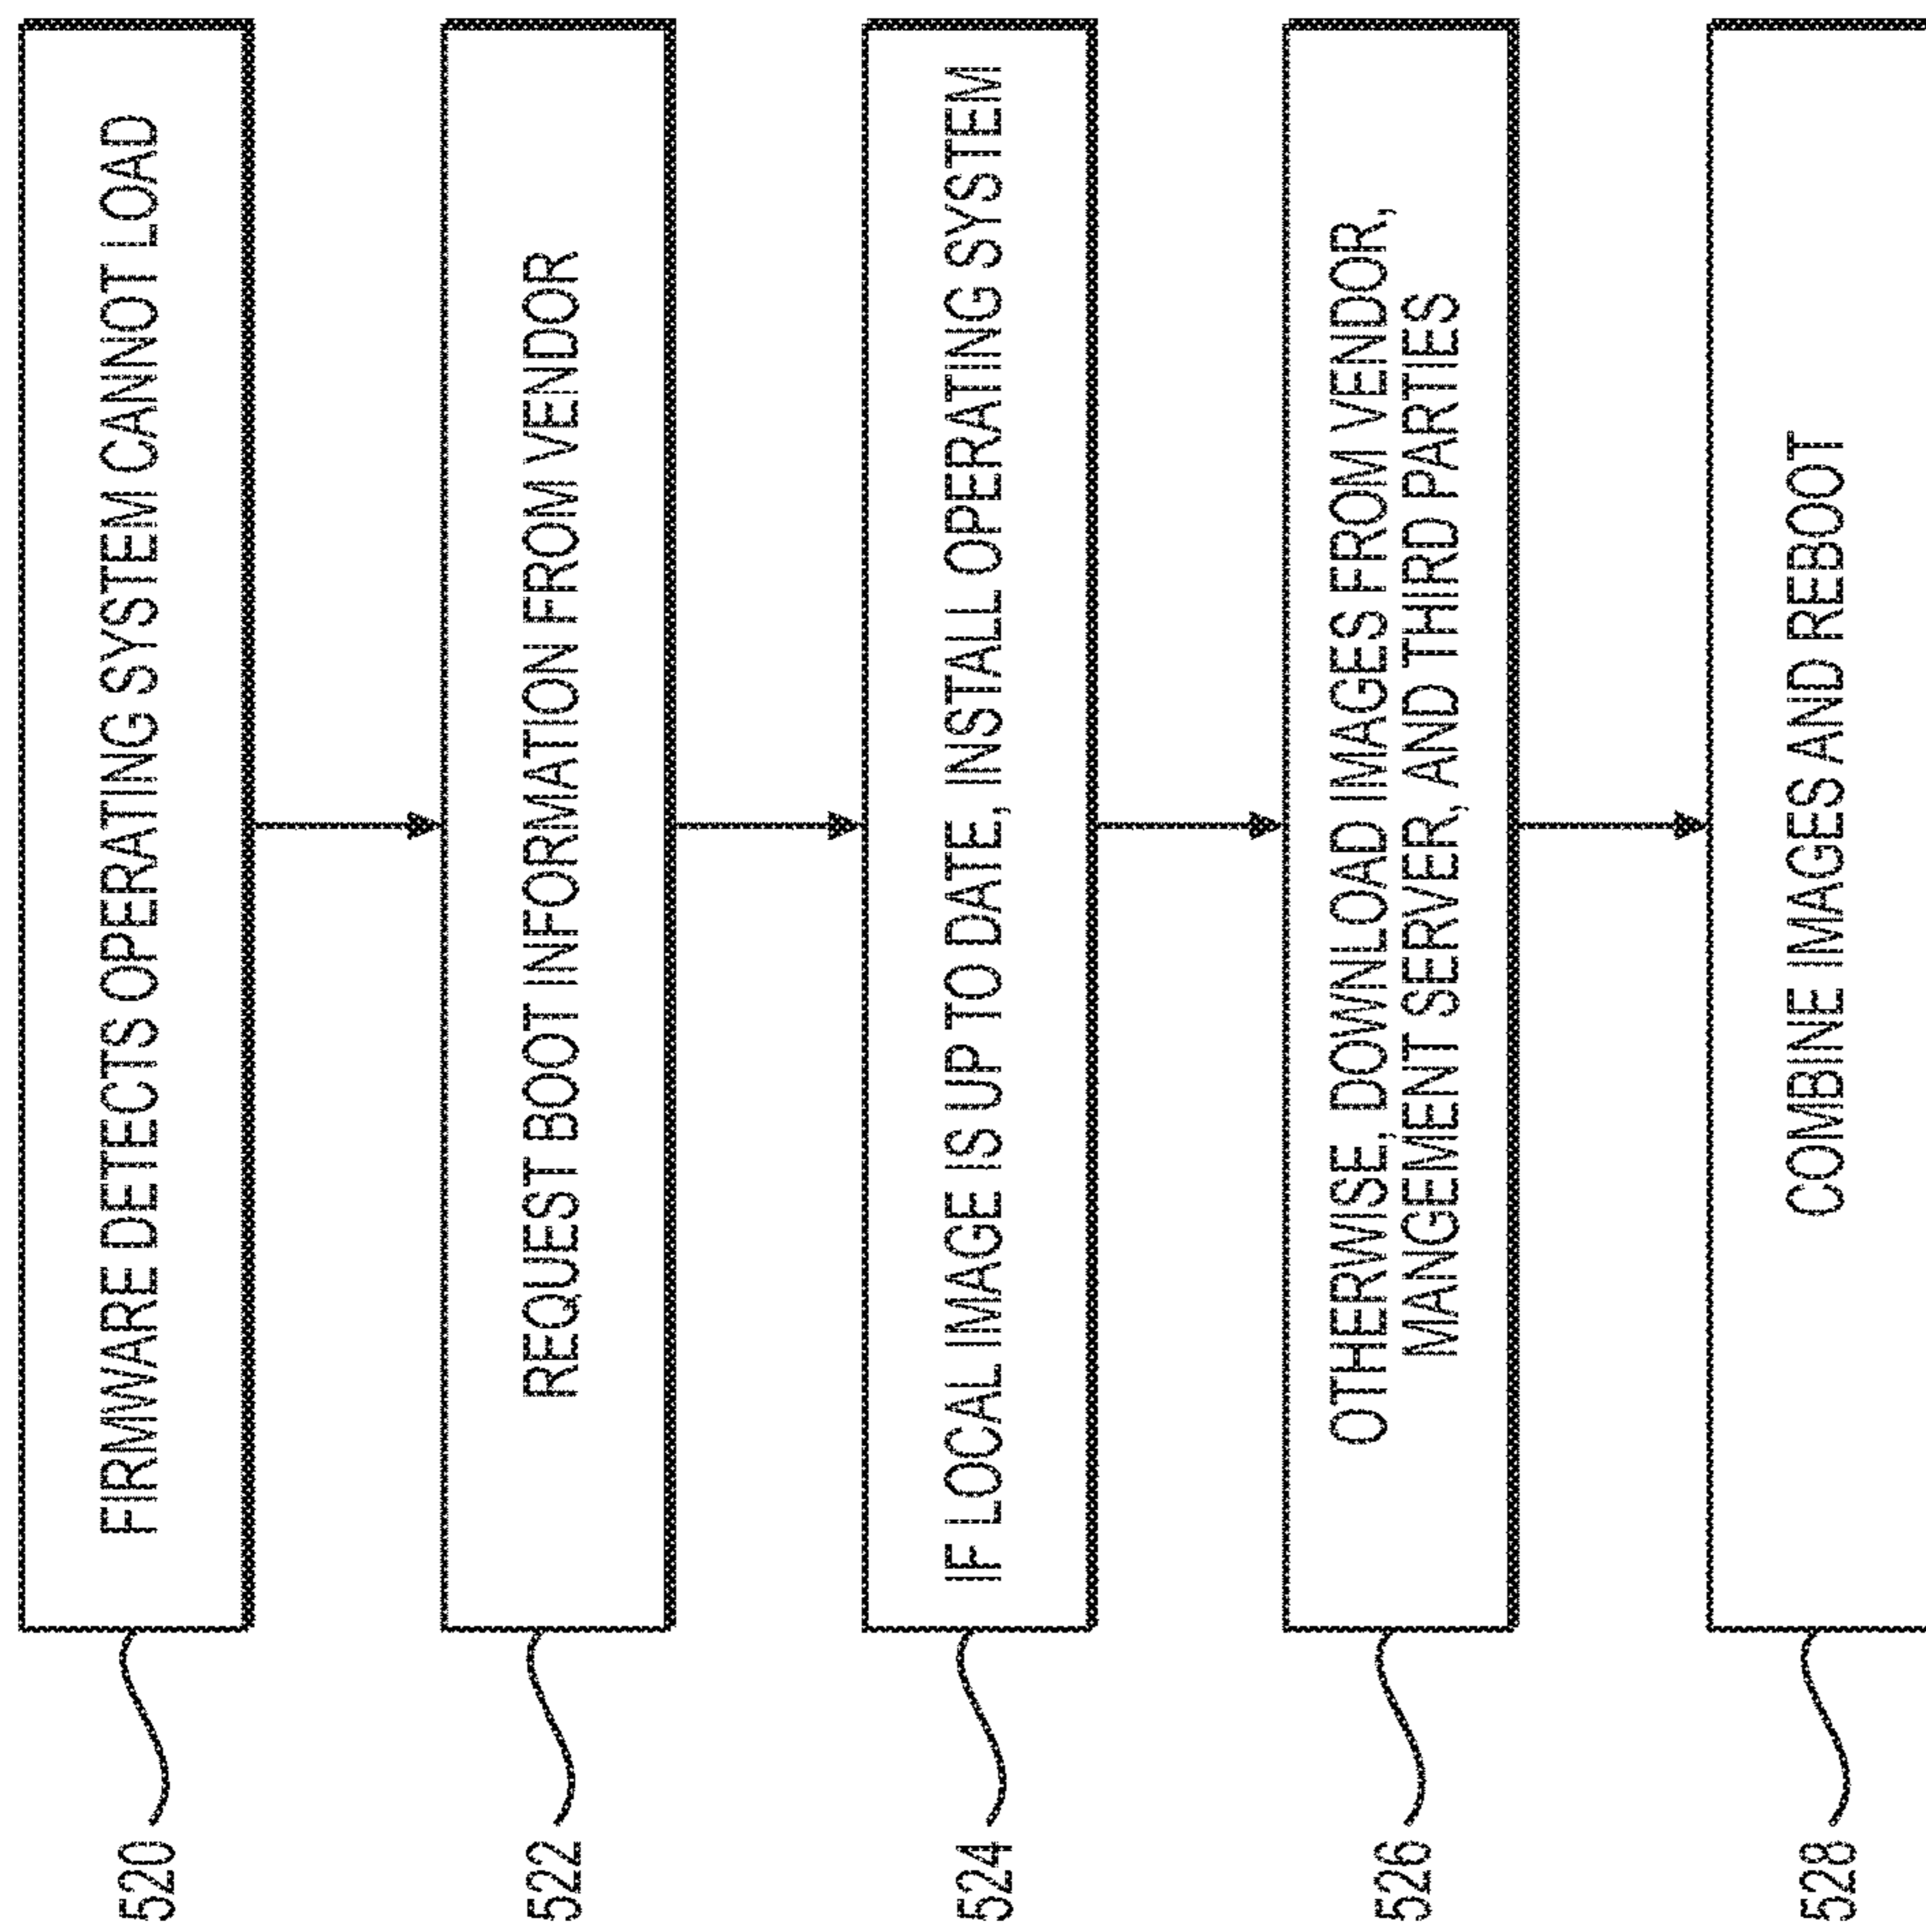 520
FIRMWARE DETECTS OPERATING SYSTEM CANNOT LOAD
522
REQUEST BOOT INFORMATION FROM VENDOR
524
IF LOCAL IMAGE IS UP TO DATE, INSTALL OPERATING SYSTEM
526
OTHERWISE, DOWNLOAD IMAGES FROM VENDOR,
MANGEMENT SERVER, AND THIRD PARTIES
528
COMBINE IMAGES AND REBOOT